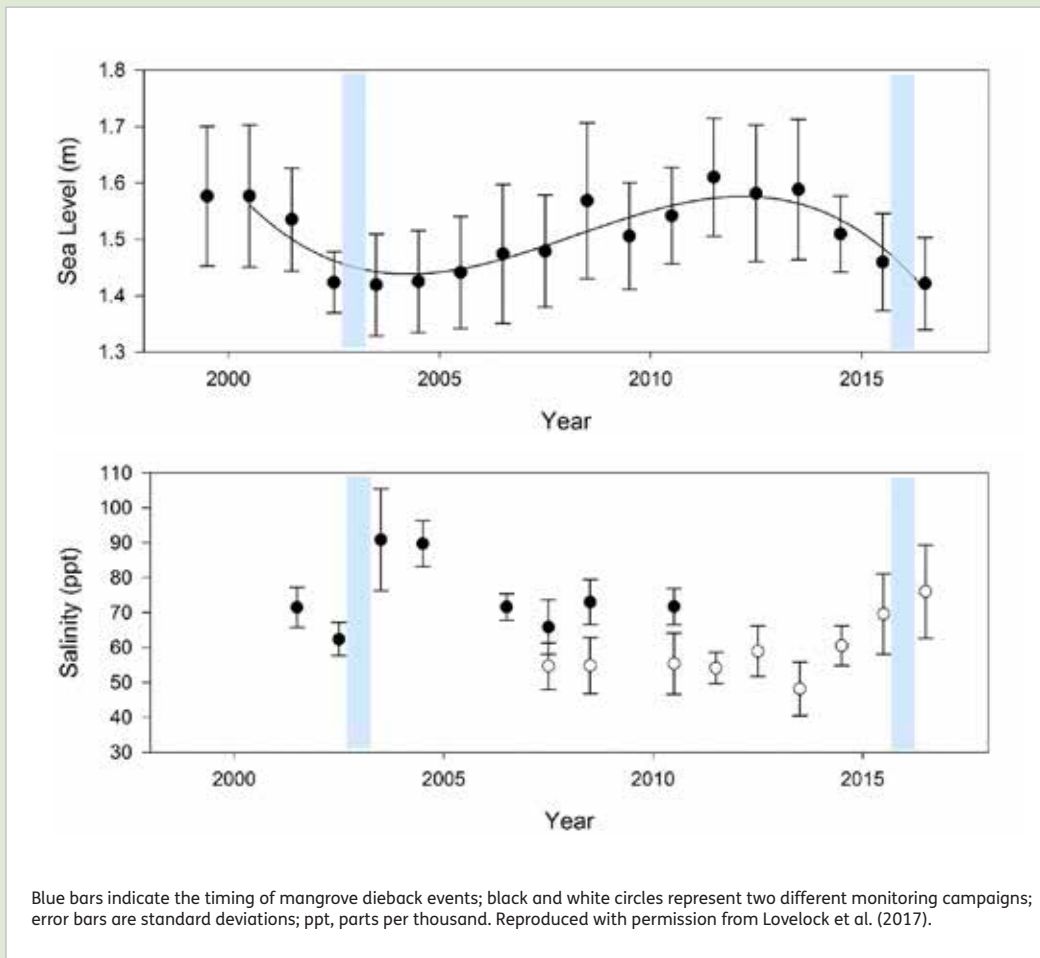 1.8
1.7
1.6
1.5
1.4
1.3
Sea Level (m)
2000 2005 2010 2015
Year
110
100
90
80
70
60
50
40
30
Salinity (ppt)
2000 2005 2010 2015
Year
Blue bars indicate the timing of mangrove dieback events; black and white circles represent two different monitoring campaigns;
error bars are standard deviations; ppt, parts per thousand. Reproduced with permission from Lovelock et al. (2017).